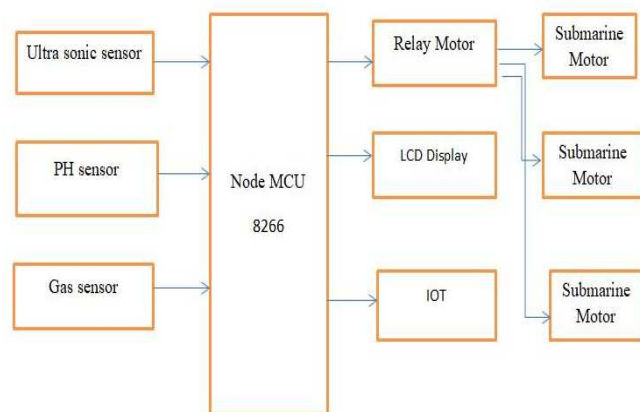 Ultra sonic sensor
PH sensor
Gas sensor
Node MCU
8266
Relay Motor
LCD Display
IOT
Submarine
Motor
Submarine
Motor
Submarine
Motor